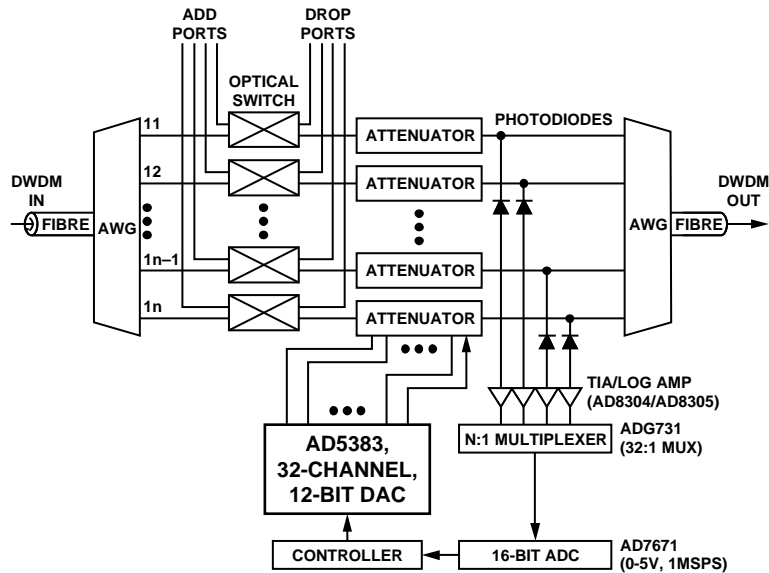 ADD
PORTS
DROP
PORTS
OPTICAL
SWITCH
PHOTODIODES
11
ATTENUATOR
12
ATTENUATOR
DWDM
IN
FIBRE
AWG
AWG
FIBRE
DWDM
OUT
1n–1
ATTENUATOR
1n
ATTENUATOR
TIA/LOG AMP
(AD8304/AD8305)
N:1 MULTIPLEXER
ADG731
(32:1 MUX)
AD5383,
32-CHANNEL,
12-BIT DAC
CONTROLLER
16-BIT ADC
AD7671
(0-5V, 1MSPS)